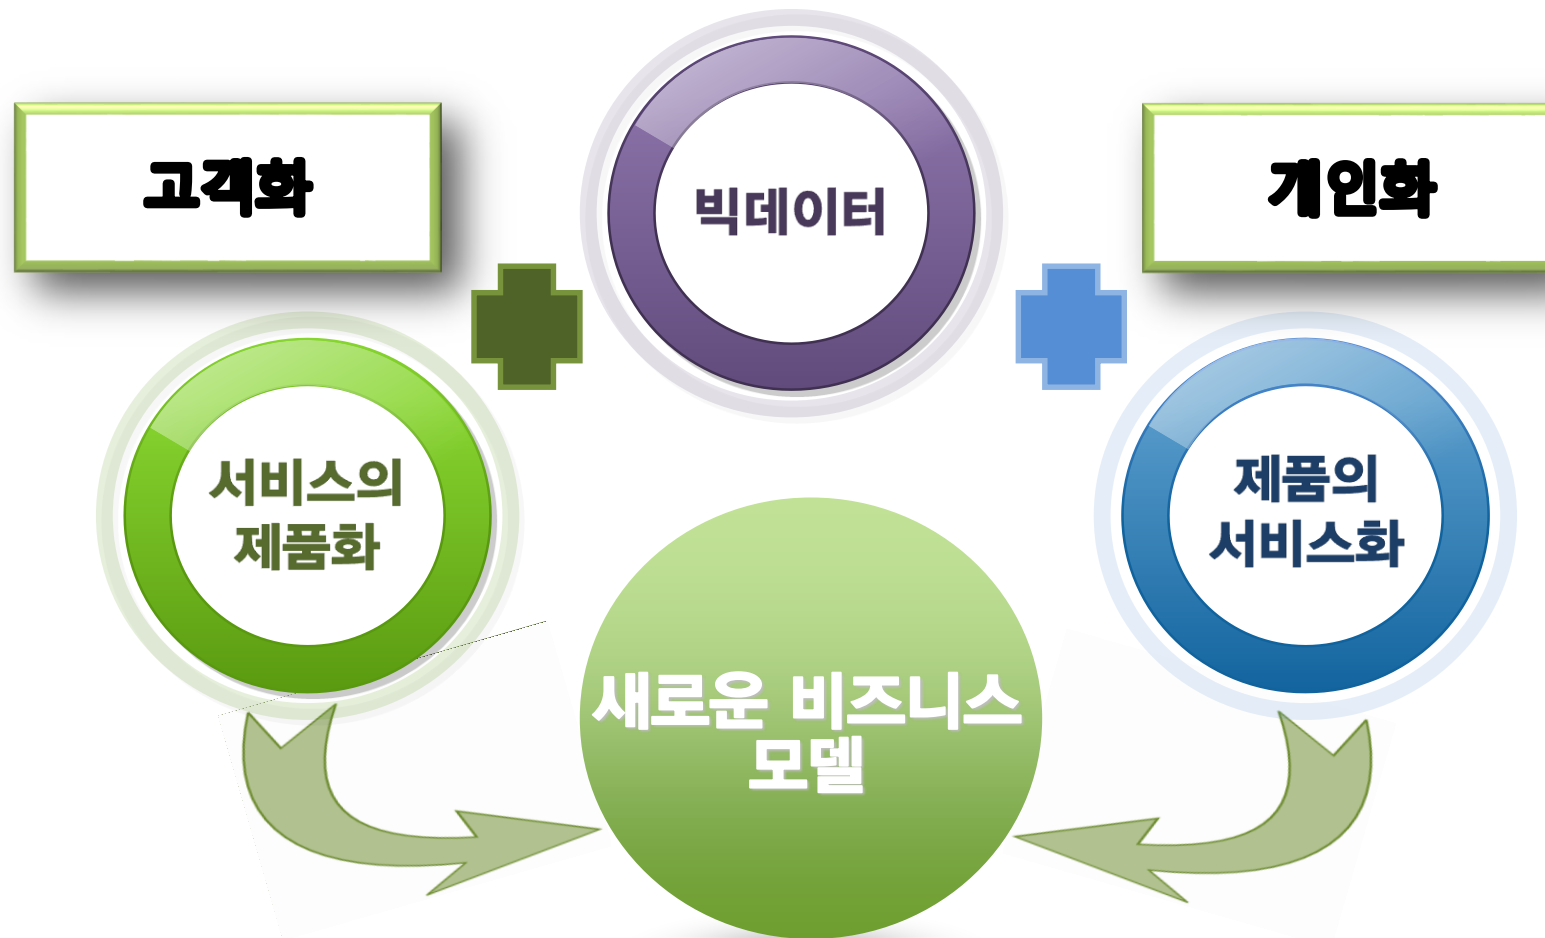 고객화
빅데이터
개인화
서비스의
제품화
제품의
서비스화
새로운 비즈니스
모델